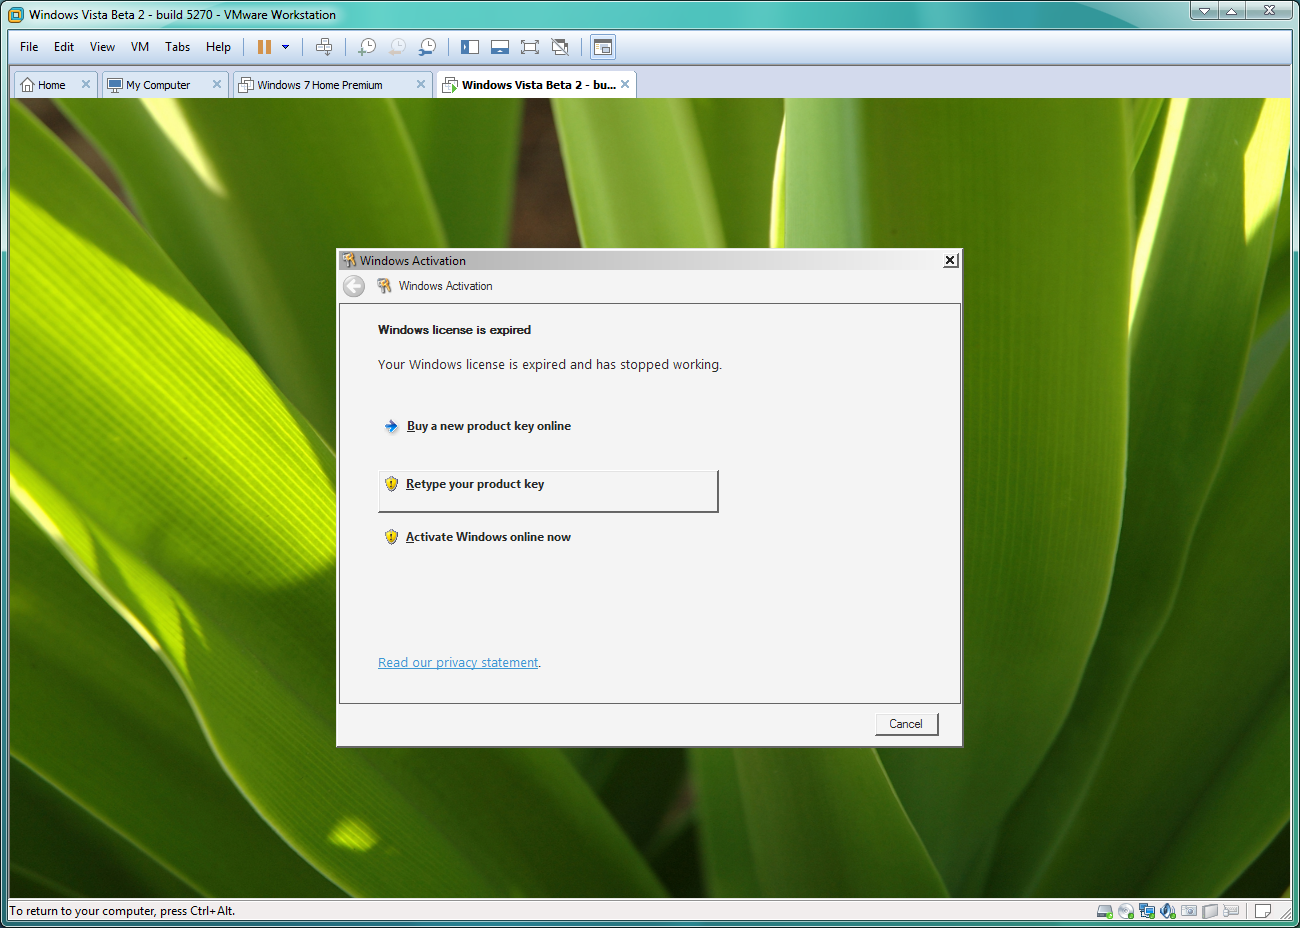 Windows Vista Beta 2 - build 5270 - VMware Workstation
File Edit View VM Tabs Help
Home My Computer Windows 7 Home Premium Windows Vista Beta 2 - bu...
Windows Activation
Windows Activation
Windows license is expired
Your Windows license is expired and has stopped working.
Buy a new product key online
Retype your product key
Activate Windows online now
Read our privacy statement.
Cancel
To return to your computer, press Ctrl+Alt.